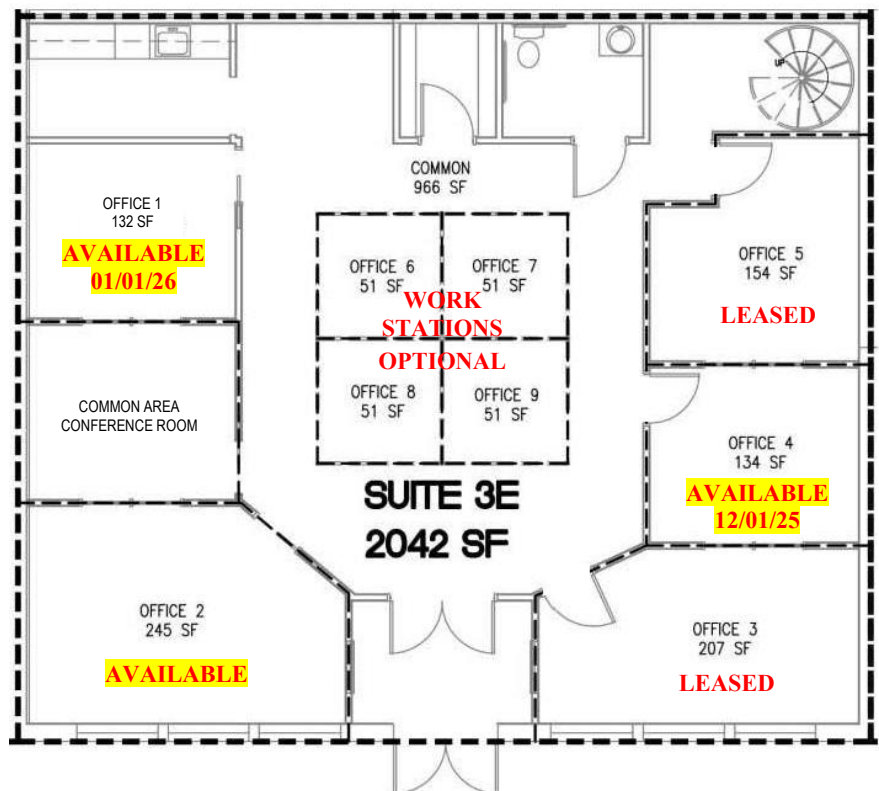 UP
COMMON
966 SF
OFFICE 1
132 SF
AVAILABLE
01/01/26
OFFICE 6
51 SF
OFFICE 7
51 SF
WORK
STATIONS
OPTIONAL
OFFICE 8
51 SF
OFFICE 9
51 SF
OFFICE 5
154 SF
LEASED
COMMON AREA
CONFERENCE ROOM
OFFICE 4
134 SF
AVAILABLE
12/01/25
SUITE 3E
2042 SF
OFFICE 2
245 SF
AVAILABLE
OFFICE 3
207 SF
LEASED